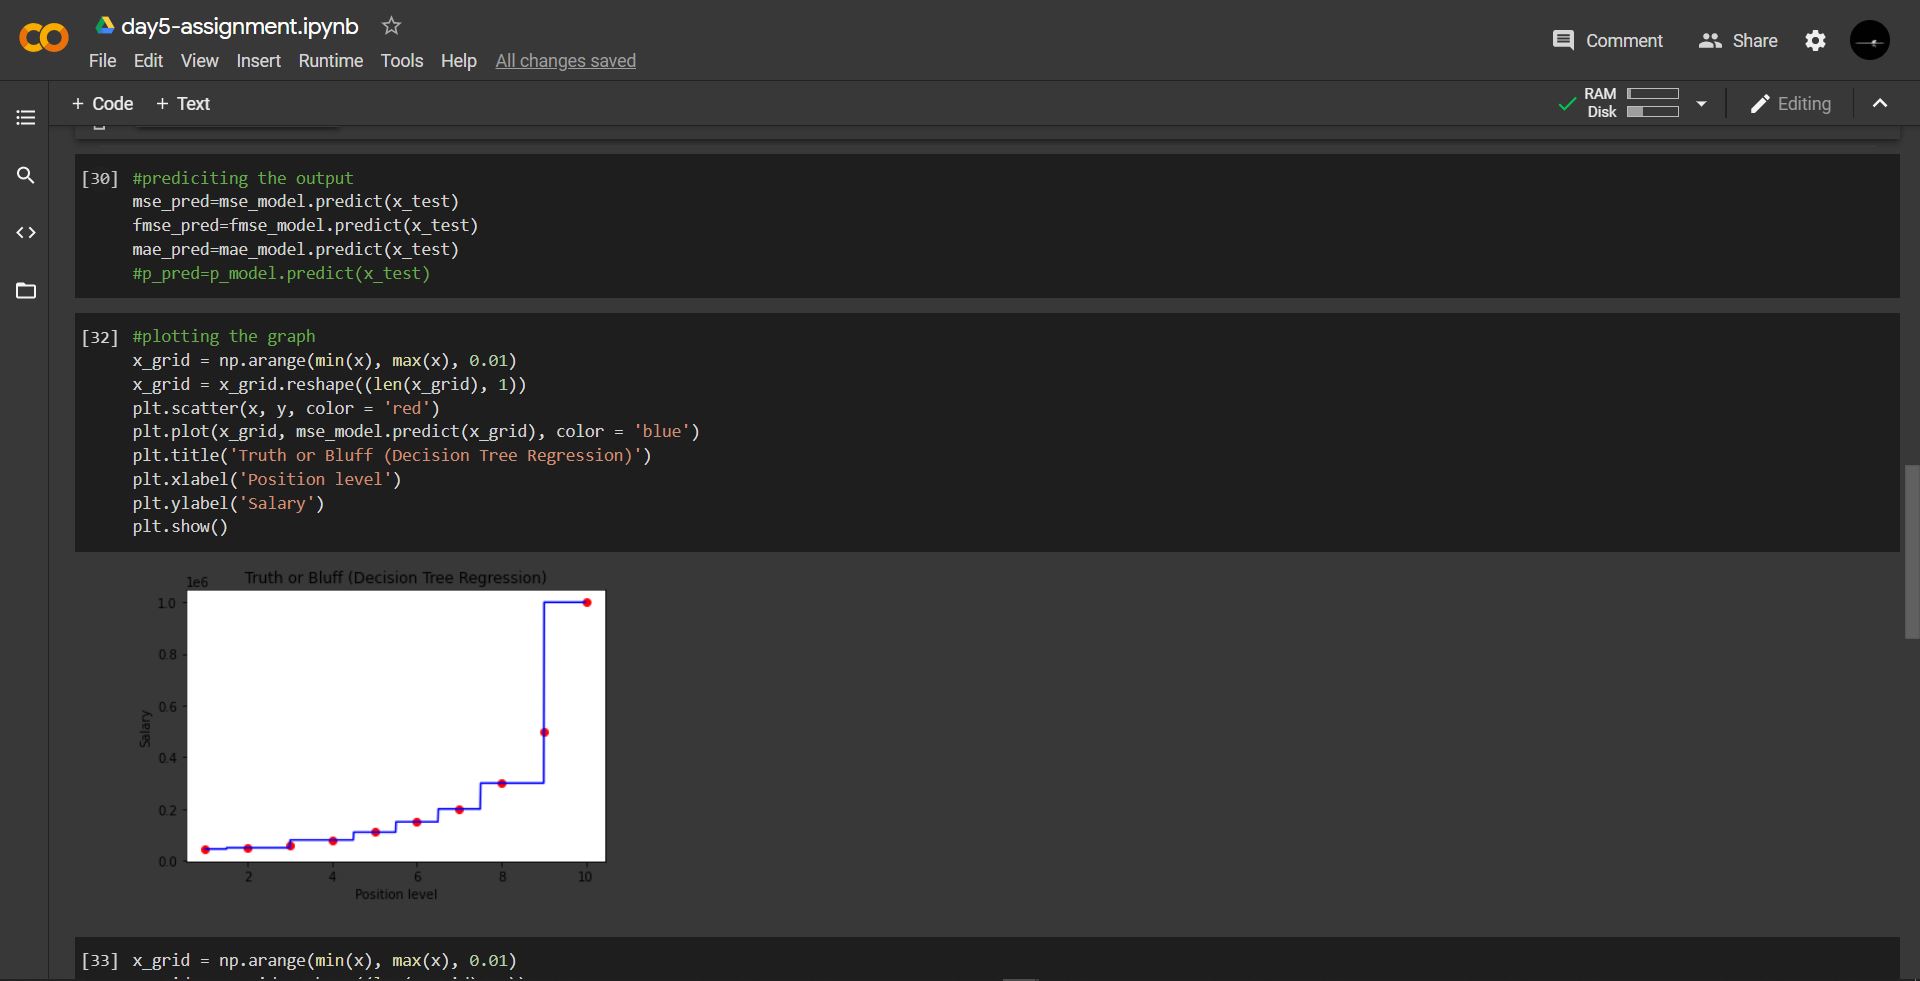 day5-assignment.ipynb
File Edit View Insert Runtime Tools Help All changes saved
Comment Share
+ Code + Text
RAM
Disk
Editing
[30] #prediciting the output
mse_pred=mse_model.predict(x_test)
fmse_pred=fmse_model.predict(x_test)
mae_pred=mae_model.predict(x_test)
#p_pred=p_model.predict(x_test)
[32] #plotting the graph
x_grid = np.arange(min(x), max(x), 0.01)
x_grid = x_grid.reshape((len(x_grid), 1))
plt.scatter(x, y, color = 'red')
plt.plot(x_grid, mse_model.predict(x_grid), color = 'blue')
plt.title('Truth or Bluff (Decision Tree Regression)')
plt.xlabel('Position level')
plt.ylabel('Salary')
plt.show()
1e6 Truth or Bluff (Decision Tree Regression)
1.0
0.8
0.6
Salary
0.4
0.2
0.0
2 4 6 8 10
Position level
[33] x_grid = np.arange(min(x), max(x), 0.01)